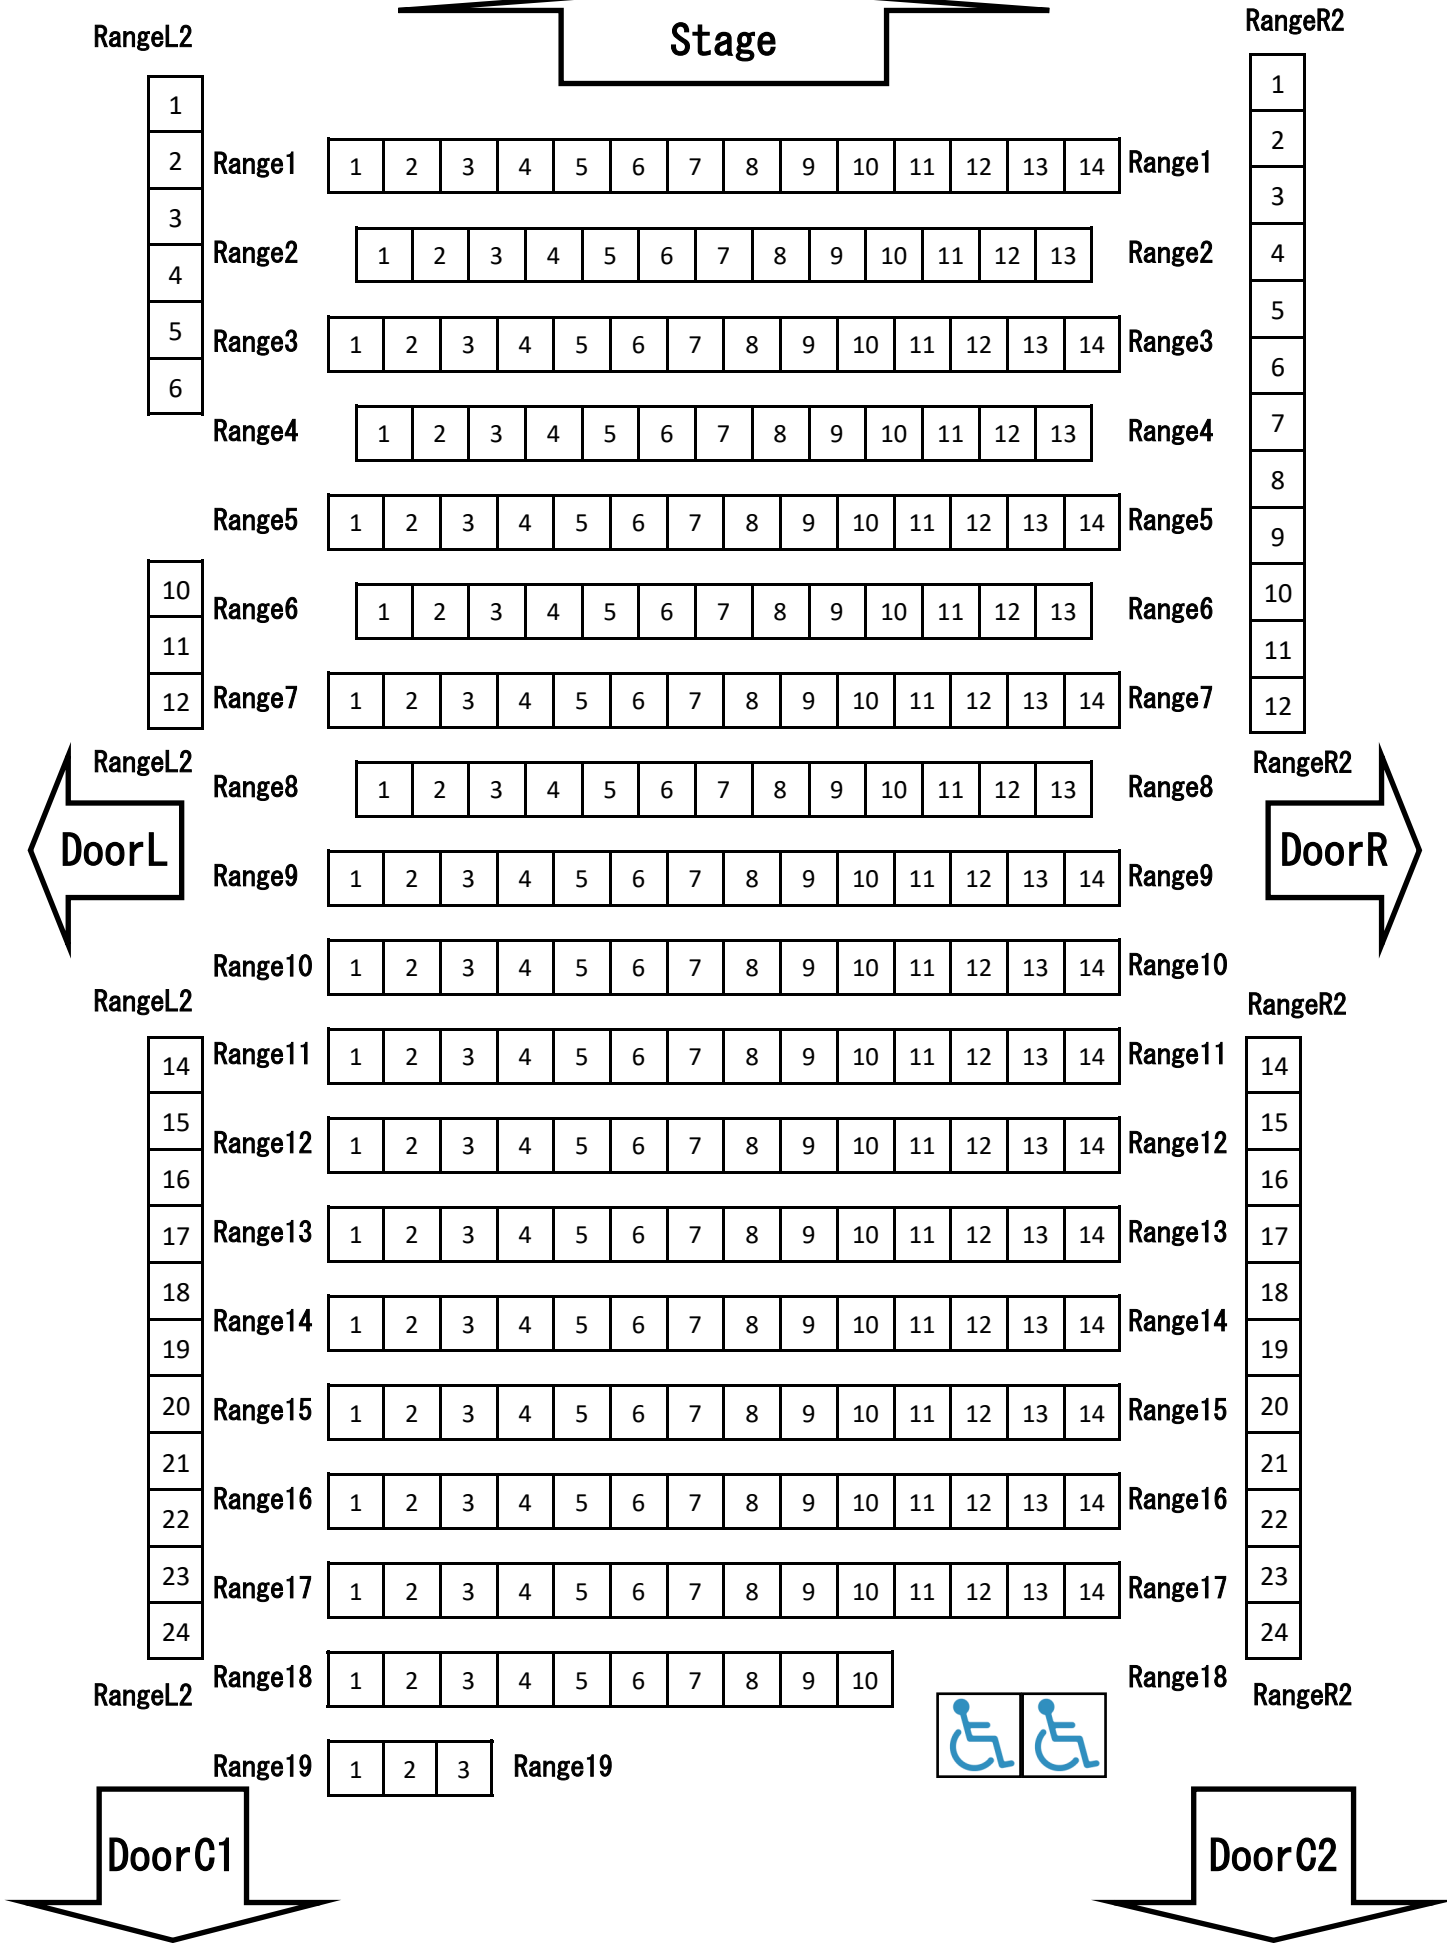 Stage
RangeL2
RangeR2
1
2
3
4
5
6
10
11
12
RangeL2
1
2
3
4
5
6
7
8
9
10
11
12
RangeR2
Range1 1 2 3 4 5 6 7 8 9 10 11 12 13 14 Range1
Range2 1 2 3 4 5 6 7 8 9 10 11 12 13 Range2
Range3 1 2 3 4 5 6 7 8 9 10 11 12 13 14 Range3
Range4 1 2 3 4 5 6 7 8 9 10 11 12 13 Range4
Range5 1 2 3 4 5 6 7 8 9 10 11 12 13 14 Range5
Range6 1 2 3 4 5 6 7 8 9 10 11 12 13 Range6
Range7 1 2 3 4 5 6 7 8 9 10 11 12 13 14 Range7
Range8 1 2 3 4 5 6 7 8 9 10 11 12 13 Range8
DoorL
DoorR
Range9 1 2 3 4 5 6 7 8 9 10 11 12 13 14 Range9
Range10 1 2 3 4 5 6 7 8 9 10 11 12 13 14 Range10
RangeL2
14
15
16
17
18
19
20
21
22
23
24
RangeL2
RangeR2
14
15
16
17
18
19
20
21
22
23
24
RangeR2
Range11 1 2 3 4 5 6 7 8 9 10 11 12 13 14 Range11
Range12 1 2 3 4 5 6 7 8 9 10 11 12 13 14 Range12
Range13 1 2 3 4 5 6 7 8 9 10 11 12 13 14 Range13
Range14 1 2 3 4 5 6 7 8 9 10 11 12 13 14 Range14
Range15 1 2 3 4 5 6 7 8 9 10 11 12 13 14 Range15
Range16 1 2 3 4 5 6 7 8 9 10 11 12 13 14 Range16
Range17 1 2 3 4 5 6 7 8 9 10 11 12 13 14 Range17
Range18 1 2 3 4 5 6 7 8 9 10 Range18
Range19 1 2 3 Range19
DoorC1
DoorC2